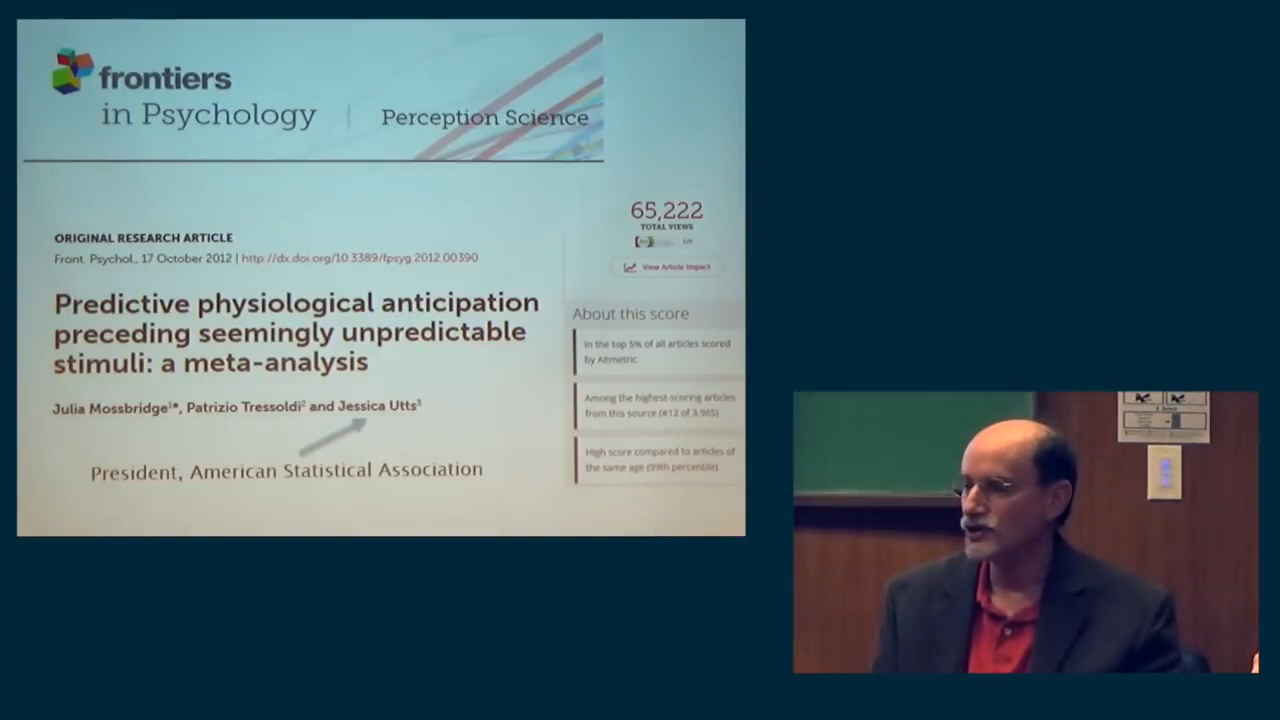 frontiers
in Psychology | Perception Science
65,222
TOTAL VIEWS
View Article Impact
ORIGINAL RESEARCH ARTICLE
Front. Psychol., 17 October 2012 | http://dx.doi.org/10.3389/fpsyg.2012.00390
Predictive physiological anticipation
preceding seemingly unpredictable
stimuli: a meta-analysis
Julia Mossbridge¹*, Patrizio Tressoldi² and Jessica Utts³
President, American Statistical Association
About this score
In the top 5% of all articles scored
by Altmetric
Among the highest-scoring articles
from this source (#12 of 3,985)
High score compared to articles of
the same age (99th percentile)